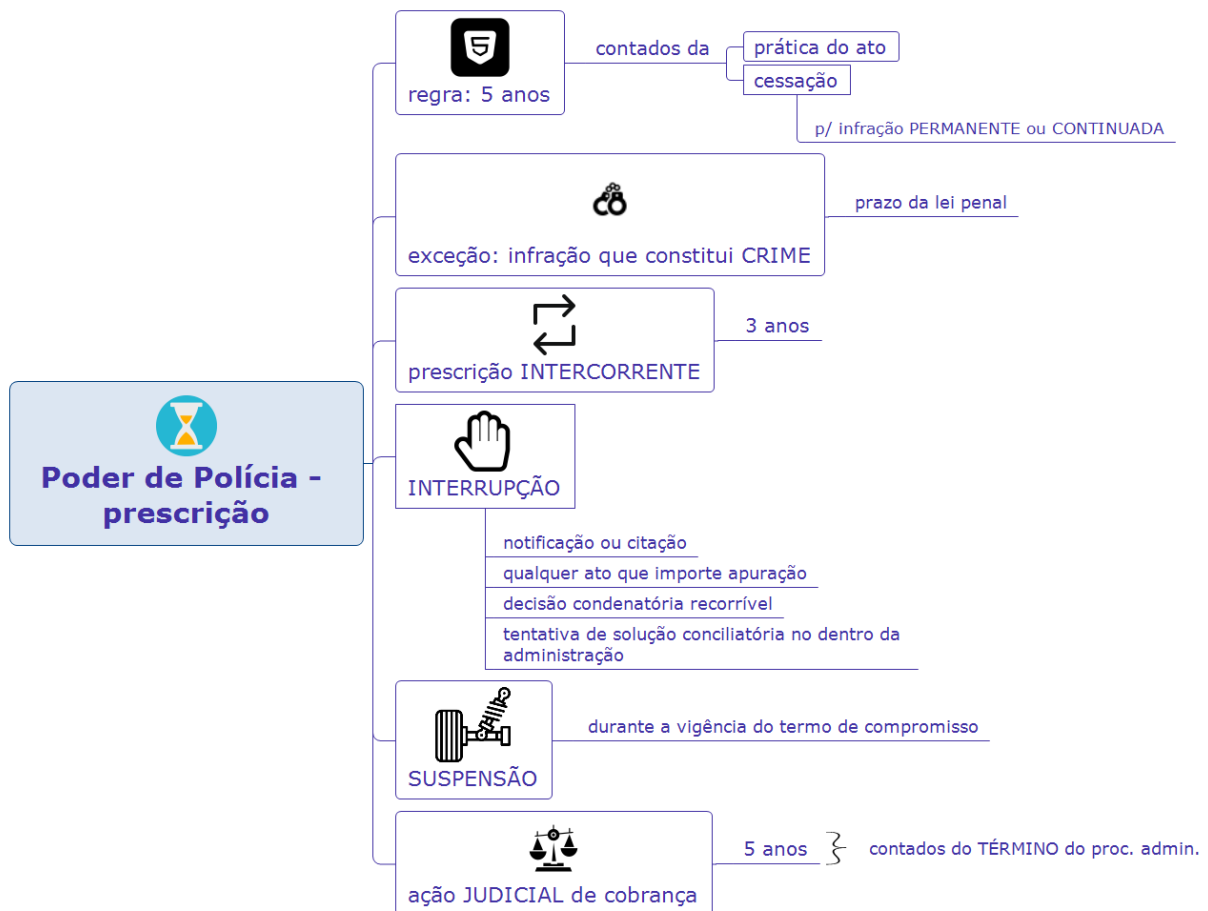 regra: 5 anos
contados da
prática do ato
cessação
p/ infração PERMANENTE ou CONTINUADA
exceção: infração que constitui CRIME
prazo da lei penal
prescrição INTERCORRENTE
3 anos
Poder de Polícia -
prescrição
INTERRUPÇÃO
notificação ou citação
qualquer ato que importe apuração
decisão condenatória recorrível
tentativa de solução conciliatória no dentro da
administração
SUSPENSÃO
durante a vigência do termo de compromisso
ação JUDICIAL de cobrança
5 anos
contados do TÉRMINO do proc. admin.